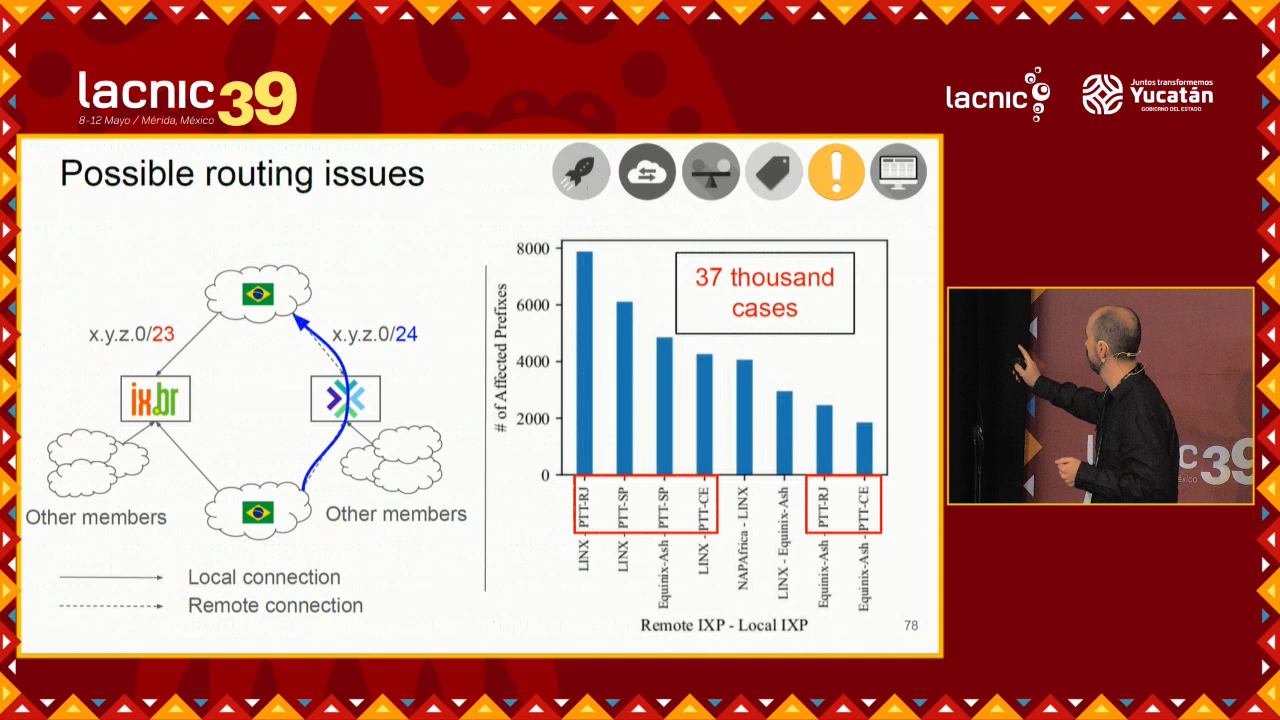 lacnic 39
8-12 Mayo / Mérida, México
lacnic
Juntos transformemos
Yucatán
GOBIERNO DEL ESTADO
Possible routing issues
x.y.z.0/23
x.y.z.0/24
ix.br
Other members
Other members
Local connection
Remote connection
37 thousand
cases
# of Affected Prefixes
8000
6000
4000
2000
0
LINX - PTT-RJ
LINX - PTT-SP
Equinix-Ash - PTT-SP
LINX - PTT-CE
NAPAfrica - LINX
LINX - Equinix-Ash
Equinix-Ash - PTT-RJ
Equinix-Ash - PTT-CE
Remote IXP - Local IXP
78
c 39